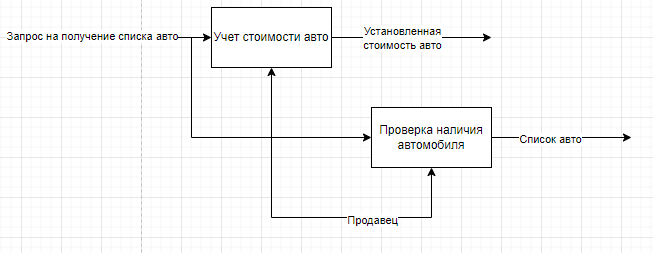 Запрос на получение списка авто
Учет стоимости авто
Установленная
стоимость авто
Проверка наличия
автомобиля
Список авто
Продавец